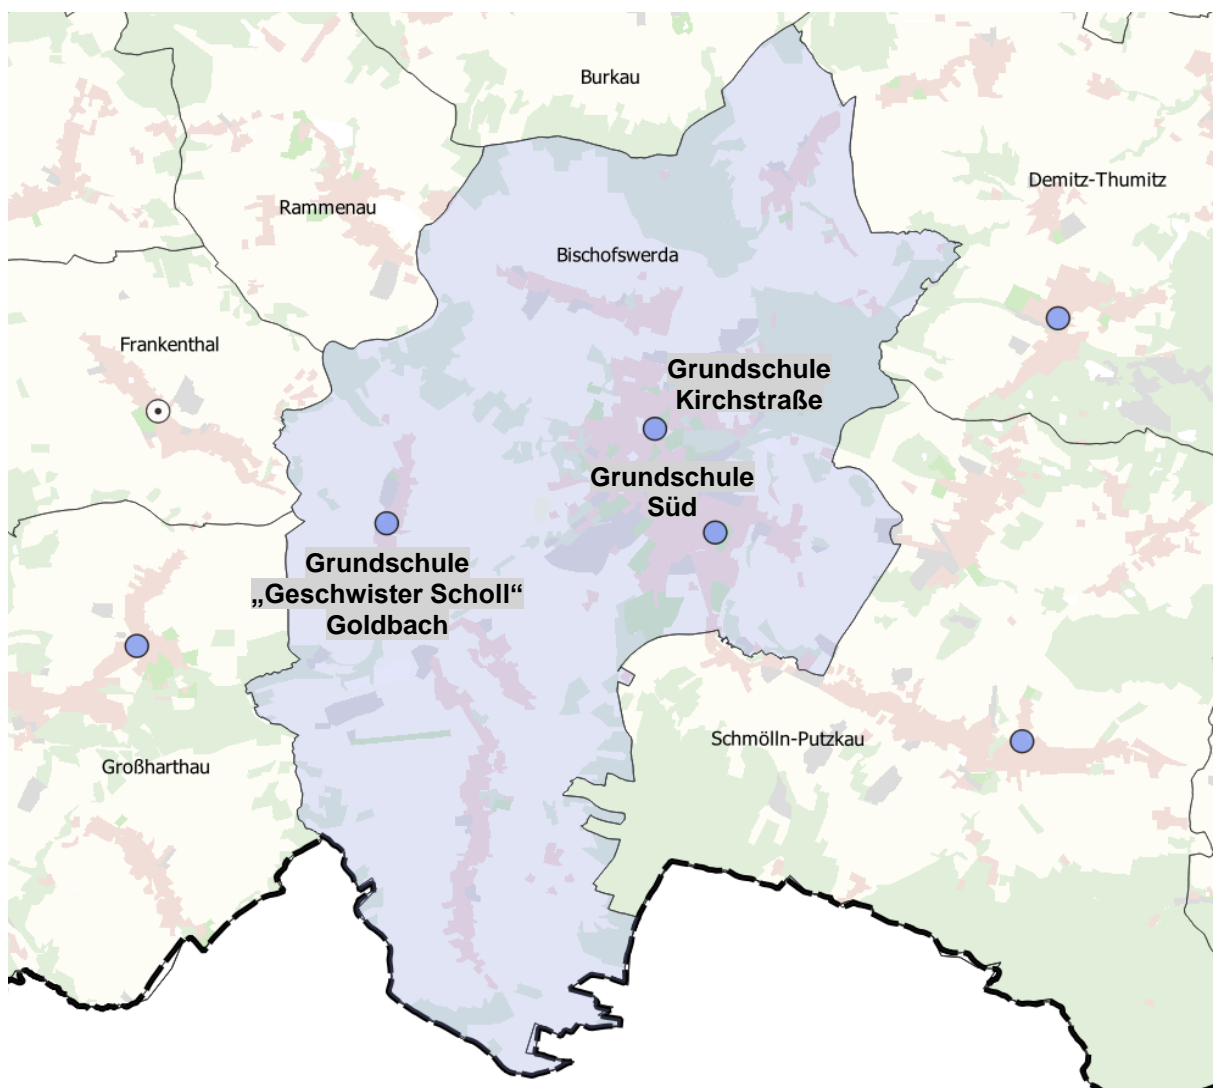 Burkau
Demitz-Thumitz
Rammenau
Bischofswerda
Frankenthal
Grundschule
Kirchstraße
Grundschule
Süd
Grundschule
„Geschwister Scholl“
Goldbach
Schmölln-Putzkau
Großharthau